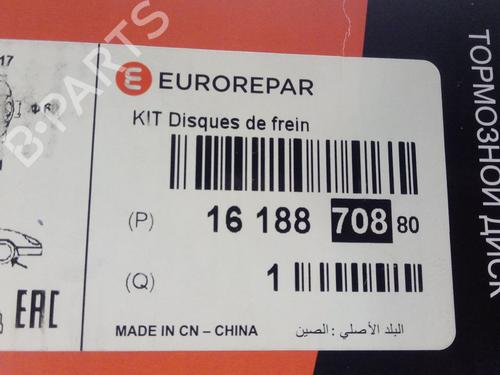 17
EUROREPAR
KIT Disques de frein
(P) 16 188 708 80
(Q) 1
MADE IN CN – CHINA
البلد الأصلي : الصين
EAC
ТОРМОЗНОЙ ДИСК
B-PARTS